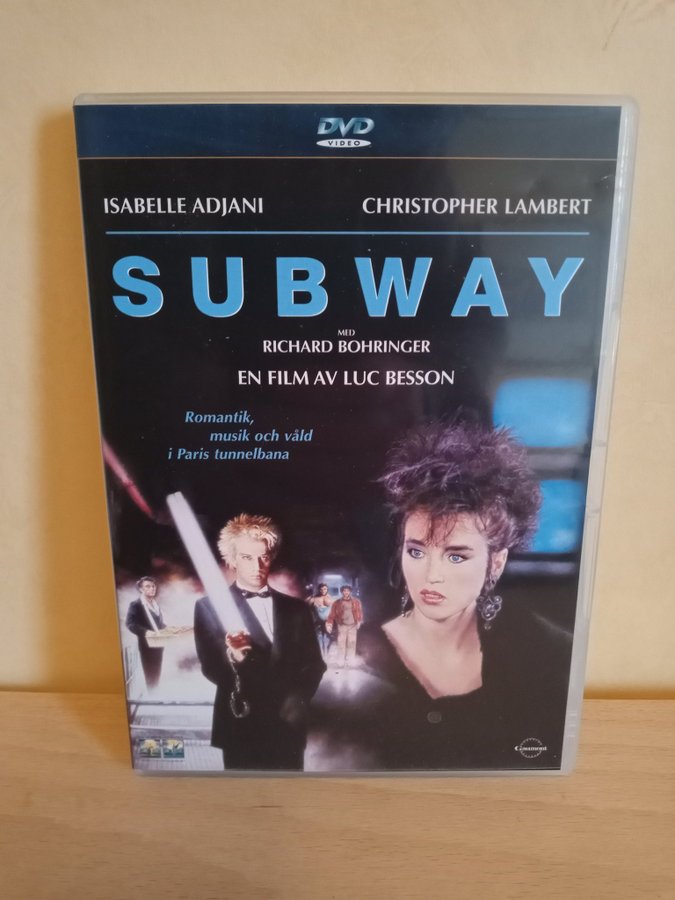 DVD
VIDEO
ISABELLE ADJANI CHRISTOPHER LAMBERT
SUBWAY
MED
RICHARD BOHRINGER
EN FILM AV LUC BESSON
Romantik,
musik och våld
i Paris tunnelbana
Gaumont